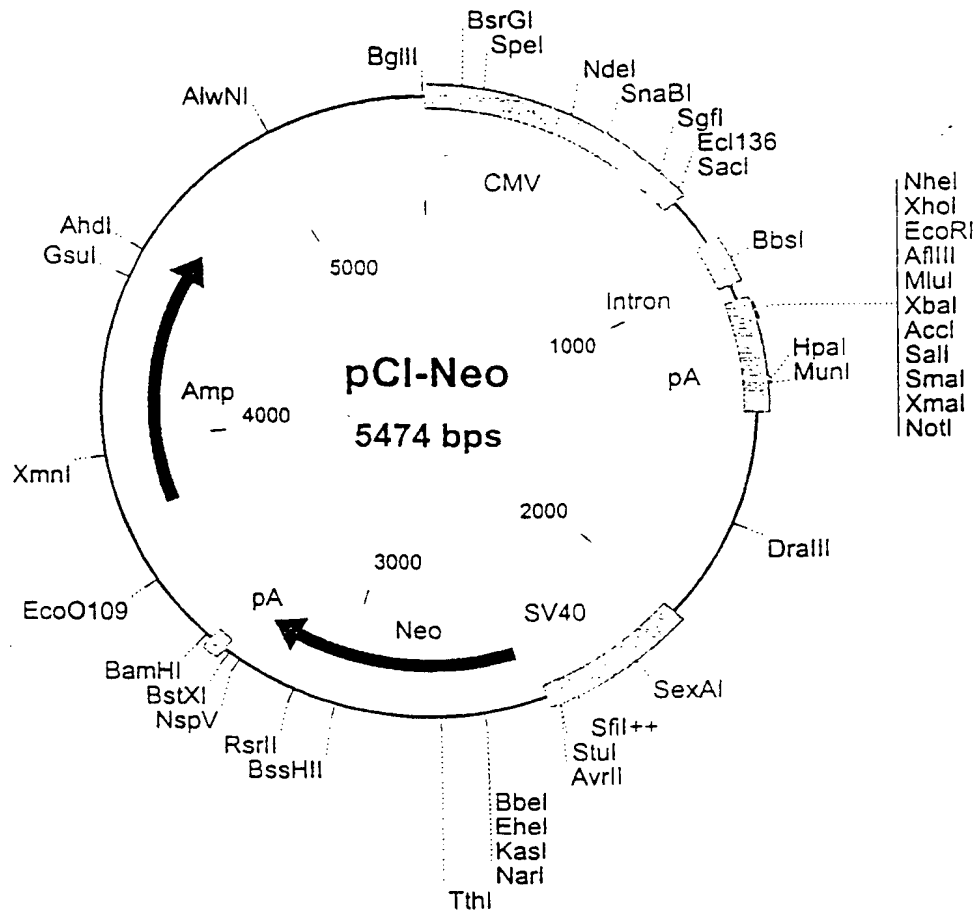 BsrGI
SpeI
BglII
NdeI
SnaBI
AlwNI
SgfI
Ecl136
SacI
CMV
NheI
XhoI
EcoRI
AflIII
MluI
XbaI
AccI
SalI
SmaI
XmaI
NotI
AhdI
GsuI
BbsI
5000
Intron
1000
pCI-Neo
HpaI
MunI
pA
Amp
4000
5474 bps
XmnI
2000
DraIII
3000
EcoO109
pA
SV40
Neo
BamHI
BstXI
NspV
SexAI
RsrII
BssHII
SfiI++
StuI
AvrII
BbeI
EheI
KasI
NarI
TthI